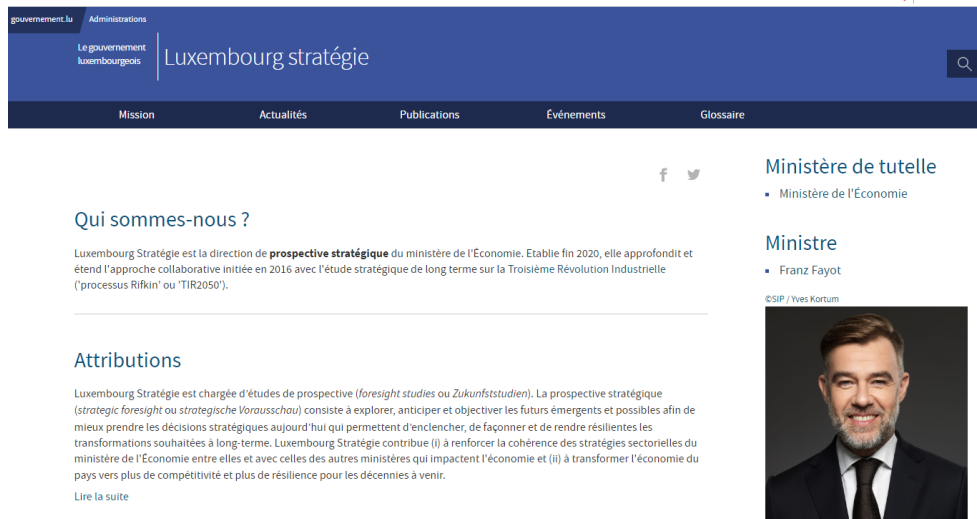 gouvernement.lu Administrations
Le gouvernement
luxembourgeois
Luxembourg stratégie
Mission Actualités Publications Événements Glossaire
Qui sommes-nous ?
Luxembourg Stratégie est la direction de prospective stratégique du ministère de l'Économie. Etablie fin 2020, elle approfondit et
étend l'approche collaborative initiée en 2016 avec l'étude stratégique de long terme sur la Troisième Révolution Industrielle
('processus Rifkin' ou 'TIR2050').
Attributions
Luxembourg Stratégie est chargée d'études de prospective (foresight studies ou Zukunftststudien). La prospective stratégique
(strategic foresight ou strategische Vorausschau) consiste à explorer, anticiper et objectiver les futurs émergents et possibles afin de
mieux prendre les décisions stratégiques aujourd'hui qui permettent d'enclencher, de façonner et de rendre résilientes les
transformations souhaitées à long-terme. Luxembourg Stratégie contribue (i) à renforcer la cohérence des stratégies sectorielles du
ministère de l'Économie entre elles et avec celles des autres ministères qui impactent l'économie et (ii) à transformer l'économie du
pays vers plus de compétitivité et plus de résilience pour les décennies à venir.
Lire la suite
Ministère de tutelle
Ministère de l'Économie
Ministre
Franz Fayot
©SIP / Yves Kortum